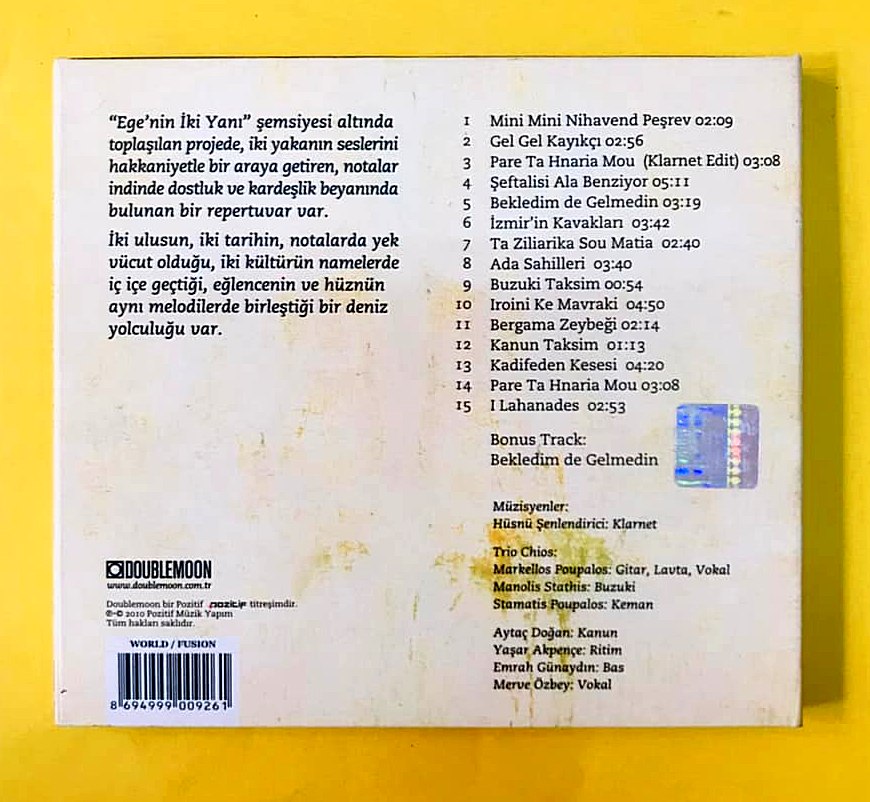 “Ege’nin İki Yanı” şemsiyesi altında
toplaşılan projede, iki yakanın seslerini
hakkaniyetle bir araya getiren, notalar
indinde dostluk ve kardeşlik beyanında
bulunan bir repertuvar var.
İki ulusun, iki tarihin, notalarda yek
vücut olduğu, iki kültürün namelerde
iç içe geçtiği, eğlencenin ve hüznün
aynı melodilerde birleştiği bir deniz
yolculuğu var.
1 Mini Mini Nihavend Peşrev 02:09
2 Gel Gel Kayıkçı 02:56
3 Pare Ta Hnaria Mou (Klarnet Edit) 03:08
4 Şeftalisi Ala Benziyor 05:11
5 Bekledim de Gelmedin 03:19
6 İzmir’in Kavakları 03:42
7 Ta Ziliarika Sou Matia 02:40
8 Ada Sahilleri 03:40
9 Buzuki Taksim 00:54
10 Iroini Ke Mavraki 04:50
11 Bergama Zeybeği 02:14
12 Kanun Taksim 01:13
13 Kadifeden Kesesi 04:20
14 Pare Ta Hnaria Mou 03:08
15 I Lahanades 02:53
Bonus Track:
Bekledim de Gelmedin
Müzisyenler:
Hüsnü Şenlendirici: Klarnet
Trio Chios:
Markellos Poupalos: Gitar, Lavta, Vokal
Manolis Stathis: Buzuki
Stamatis Poupalos: Keman
Aytaç Doğan: Kanun
Yaşar Akpençe: Ritim
Emrah Günaydın: Bas
Merve Özbey: Vokal
DOUBLEMOON
www.doublemoon.com.tr
Doublemoon bir Pozitif pozitif titreşimdir.
℗-© 2010 Pozitif Müzik Yapım
Tüm hakları saklıdır.
WORLD / FUSION
8 694999 009261